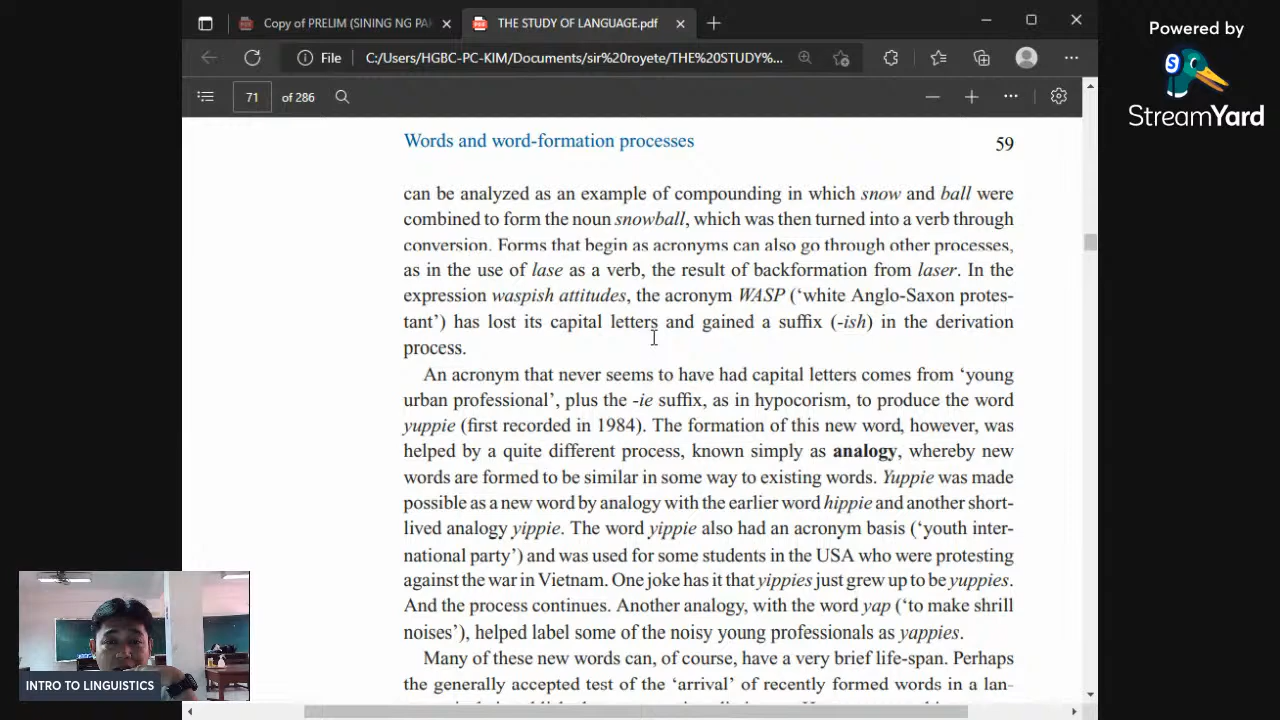 Copy of PRELIM (SINING NG PA
THE STUDY OF LANGUAGE.pdf
Powered by
StreamYard
File
C:/Users/HGBC-PC-KIM/Documents/sir%20royete/THE%20STUDY%...
71 of 286
Words and word-formation processes 59
can be analyzed as an example of compounding in which snow and ball were
combined to form the noun snowball, which was then turned into a verb through
conversion. Forms that begin as acronyms can also go through other processes,
as in the use of lase as a verb, the result of backformation from laser. In the
expression waspish attitudes, the acronym WASP (‘white Anglo-Saxon protes-
tant’) has lost its capital letters and gained a suffix (-ish) in the derivation
process.
An acronym that never seems to have had capital letters comes from ‘young
urban professional’, plus the -ie suffix, as in hypocorism, to produce the word
yuppie (first recorded in 1984). The formation of this new word, however, was
helped by a quite different process, known simply as analogy, whereby new
words are formed to be similar in some way to existing words. Yuppie was made
possible as a new word by analogy with the earlier word hippie and another short-
lived analogy yippie. The word yippie also had an acronym basis (‘youth inter-
national party’) and was used for some students in the USA who were protesting
against the war in Vietnam. One joke has it that yippies just grew up to be yuppies.
And the process continues. Another analogy, with the word yap (‘to make shrill
noises’), helped label some of the noisy young professionals as yappies.
Many of these new words can, of course, have a very brief life-span. Perhaps
the generally accepted test of the ‘arrival’ of recently formed words in a lan-
INTRO TO LINGUISTICS